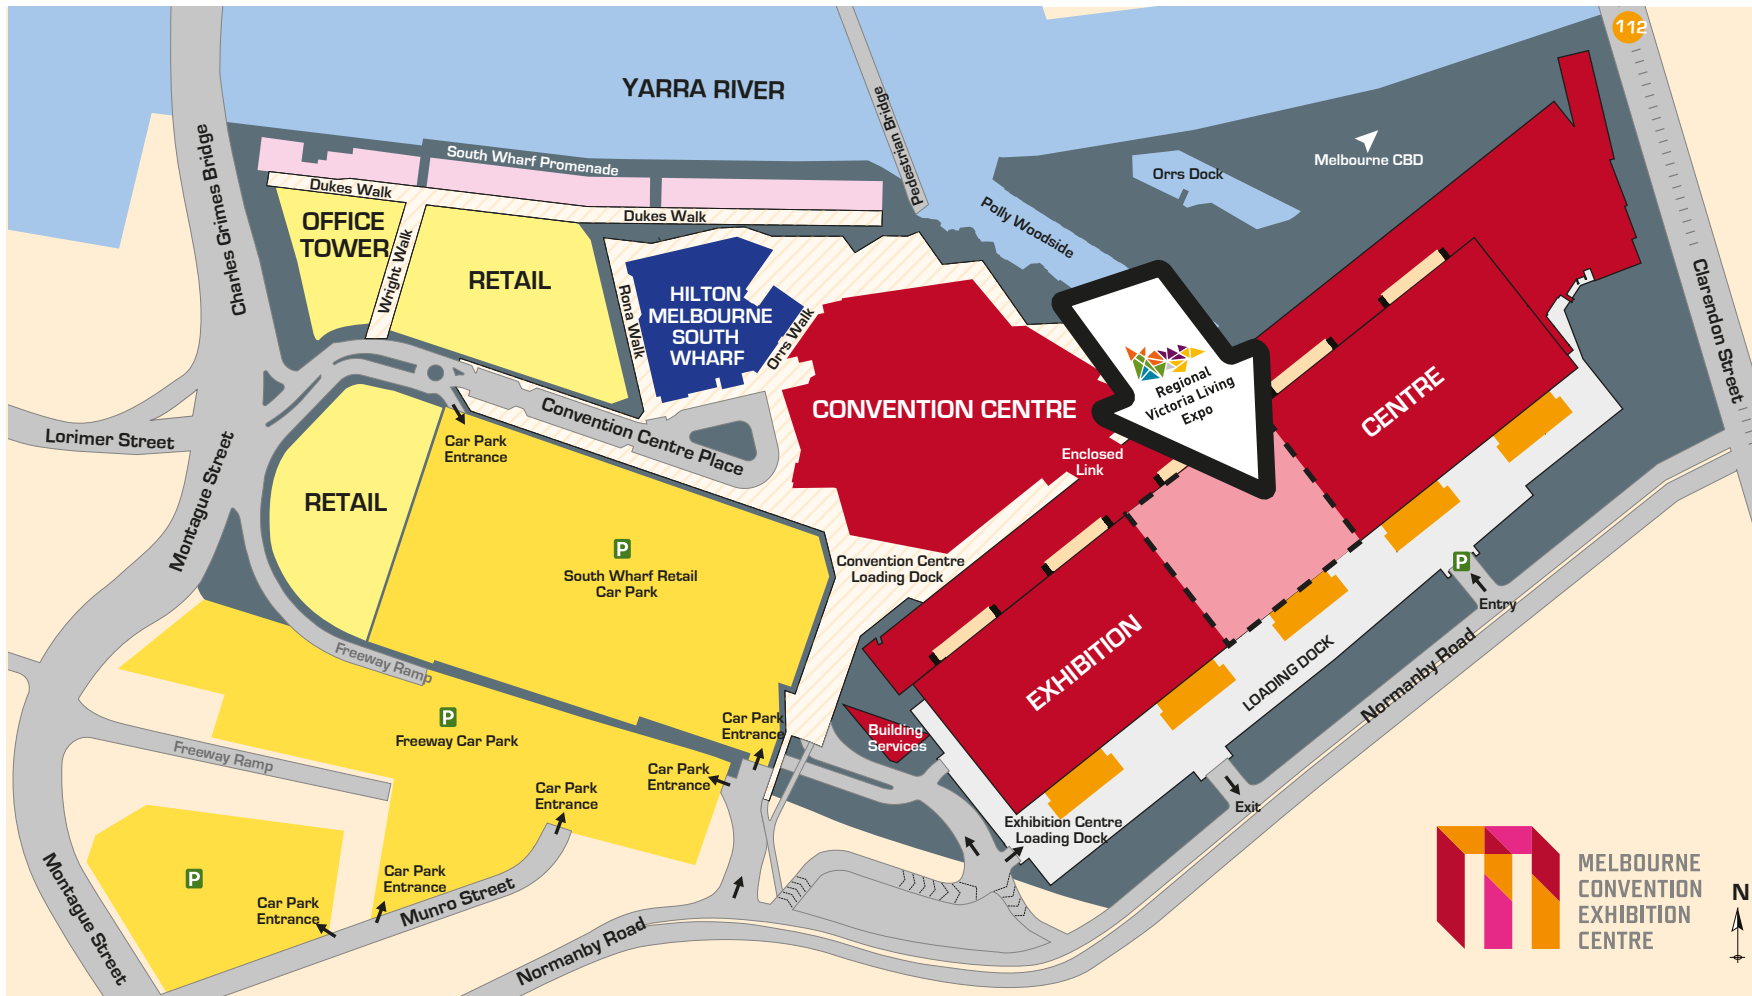 112
YARRA RIVER
Pedestrian Bridge
Charles Grimes Bridge
South Wharf Promenade
Melbourne CBD
Orrs Dock
Dukes Walk
Dukes Walk
Polly Woodside
OFFICE
TOWER
Wright Walk
RETAIL
Rona Walk
HILTON
MELBOURNE
SOUTH
WHARF
Orrs Walk
Clarendon Street
Regional
Victoria Living
Expo
CONVENTION CENTRE
CENTRE
Convention Centre Place
Lorimer Street
Car Park
Entrance
Enclosed
Link
Montague Street
RETAIL
P
South Wharf Retail
Car Park
Convention Centre
Loading Dock
P
Entry
EXHIBITION
LOADING DOCK
Normanby Road
Freeway Ramp
P
Freeway Car Park
Car Park
Entrance
Building
Services
Freeway Ramp
Car Park
Entrance
Car Park
Entrance
Exit
Exhibition Centre
Loading Dock
P
Car Park
Entrance
Car Park
Entrance
Munro Street
Montague Street
Normanby Road
MELBOURNE
CONVENTION
EXHIBITION
CENTRE
N